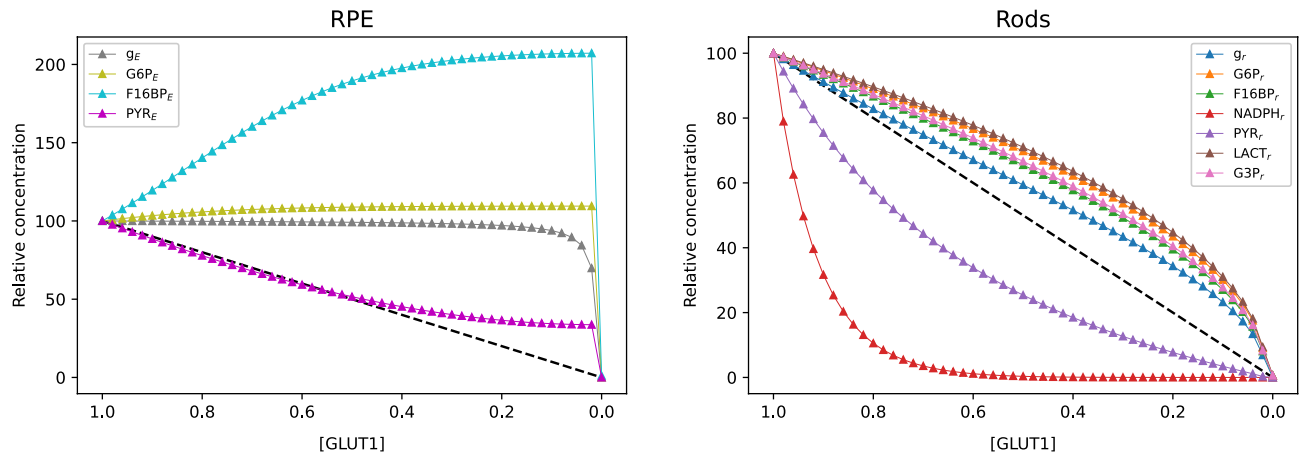 RPE
Relative concentration
200
150
100
50
0
g_E
G6P_E
F16BP_E
PYR_E
1.0 0.8 0.6 0.4 0.2 0.0
[GLUT1]
Rods
Relative concentration
100
80
60
40
20
0
g_r
G6P_r
F16BP_r
NADPH_r
PYR_r
LACT_r
G3P_r
1.0 0.8 0.6 0.4 0.2 0.0
[GLUT1]